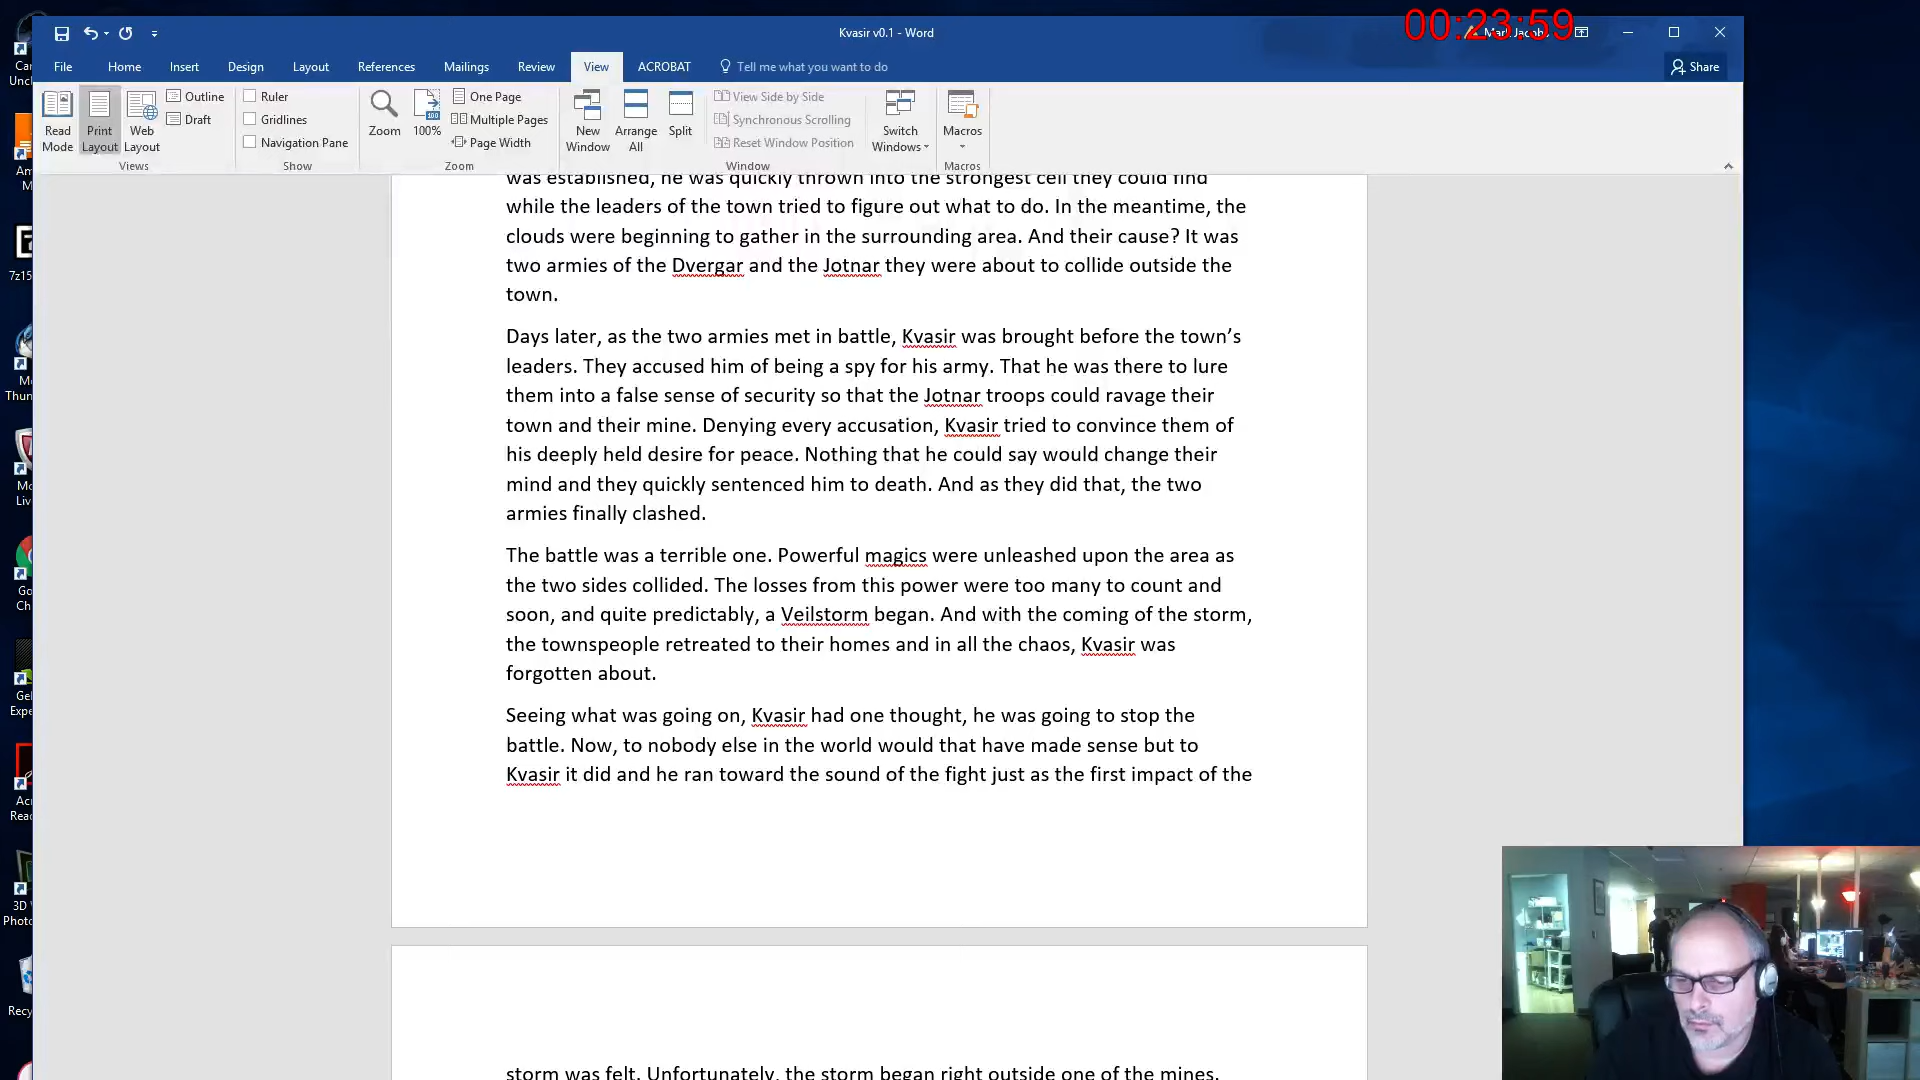 00:23:59
Kvasir v0.1 - Word
File Home Insert Design Layout References Mailings Review View ACROBAT Tell me what you want to do
Share
Read Mode
Print Layout
Web Layout
Outline
Draft
Views
Ruler
Gridlines
Navigation Pane
Show
Zoom
100%
One Page
Multiple Pages
Page Width
Zoom
New Window
Arrange All
Split
View Side by Side
Synchronous Scrolling
Reset Window Position
Window
Switch Windows
Macros
Macros
was established, he was quickly thrown into the strongest cell they could find
while the leaders of the town tried to figure out what to do. In the meantime, the
clouds were beginning to gather in the surrounding area. And their cause? It was
two armies of the Dvergar and the Jotnar they were about to collide outside the
town.
Days later, as the two armies met in battle, Kvasir was brought before the town’s
leaders. They accused him of being a spy for his army. That he was there to lure
them into a false sense of security so that the Jotnar troops could ravage their
town and their mine. Denying every accusation, Kvasir tried to convince them of
his deeply held desire for peace. Nothing that he could say would change their
mind and they quickly sentenced him to death. And as they did that, the two
armies finally clashed.
The battle was a terrible one. Powerful magics were unleashed upon the area as
the two sides collided. The losses from this power were too many to count and
soon, and quite predictably, a Veilstorm began. And with the coming of the storm,
the townspeople retreated to their homes and in all the chaos, Kvasir was
forgotten about.
Seeing what was going on, Kvasir had one thought, he was going to stop the
battle. Now, to nobody else in the world would that have made sense but to
Kvasir it did and he ran toward the sound of the fight just as the first impact of the
storm was felt. Unfortunately, the storm began right outside one of the mines.